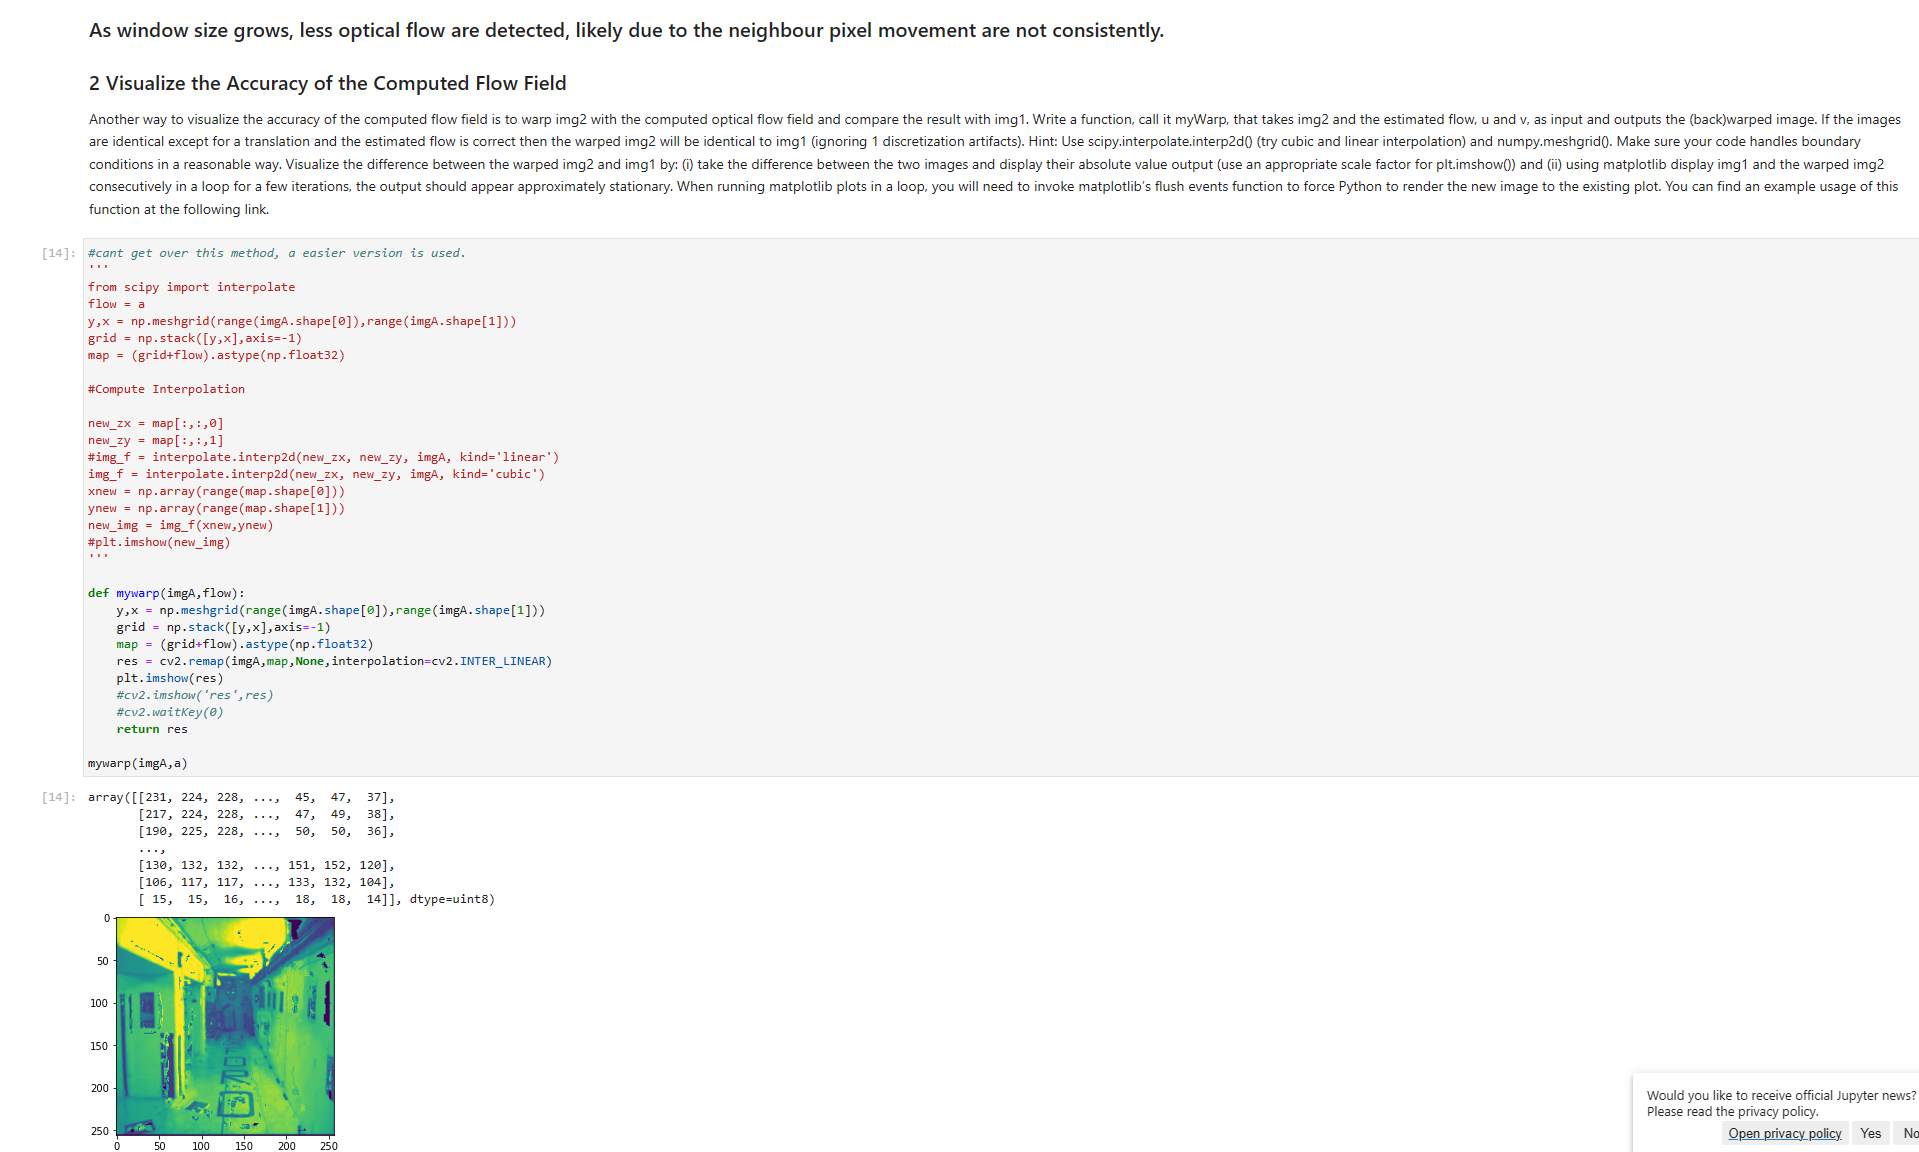 As window size grows, less optical flow are detected, likely due to the neighbour pixel movement are not consistently.
2 Visualize the Accuracy of the Computed Flow Field
Another way to visualize the accuracy of the computed flow field is to warp img2 with the computed optical flow field and compare the result with img1. Write a function, call it myWarp, that takes img2 and the estimated flow, u and v, as input and outputs the (back)warped image. If the images
are identical except for a translation and the estimated flow is correct then the warped img2 will be identical to img1 (ignoring 1 discretization artifacts). Hint: Use scipy.interpolate.interp2d() (try cubic and linear interpolation) and numpy.meshgrid(). Make sure your code handles boundary
conditions in a reasonable way. Visualize the difference between the warped img2 and img1 by: (i) take the difference between the two images and display their absolute value output (use an appropriate scale factor for plt.imshow()) and (ii) using matplotlib display img1 and the warped img2
consecutively in a loop for a few iterations, the output should appear approximately stationary. When running matplotlib plots in a loop, you will need to invoke matplotlib's flush events function to force Python to render the new image to the existing plot. You can find an example usage of this
function at the following link.
[14]: #cant get over this method, a easier version is used.
'''
from scipy import interpolate
flow = a
y,x = np.meshgrid(range(imgA.shape[0]),range(imgA.shape[1]))
grid = np.stack([y,x],axis=-1)
map = (grid+flow).astype(np.float32)
#Compute Interpolation
new_zx = map[:,:,0]
new_zy = map[:,:,1]
#img_f = interpolate.interp2d(new_zx, new_zy, imgA, kind='linear')
img_f = interpolate.interp2d(new_zx, new_zy, imgA, kind='cubic')
xnew = np.array(range(map.shape[0]))
ynew = np.array(range(map.shape[1]))
new_img = img_f(xnew,ynew)
#plt.imshow(new_img)
'''
def mywarp(imgA,flow):
y,x = np.meshgrid(range(imgA.shape[0]),range(imgA.shape[1]))
grid = np.stack([y,x],axis=-1)
map = (grid+flow).astype(np.float32)
res = cv2.remap(imgA,map,None,interpolation=cv2.INTER_LINEAR)
plt.imshow(res)
#cv2.imshow('res',res)
#cv2.waitKey(0)
return res
mywarp(imgA,a)
[14]: array([[231, 224, 228, ..., 45, 47, 37],
[217, 224, 228, ..., 47, 49, 38],
[190, 225, 228, ..., 50, 50, 36],
...,
[130, 132, 132, ..., 151, 152, 120],
[106, 117, 117, ..., 133, 132, 104],
[ 15, 15, 16, ..., 18, 18, 14]], dtype=uint8)
0
50
100
150
200
250
0 50 100 150 200 250
Would you like to receive official Jupyter news?
Please read the privacy policy.
Open privacy policy Yes No